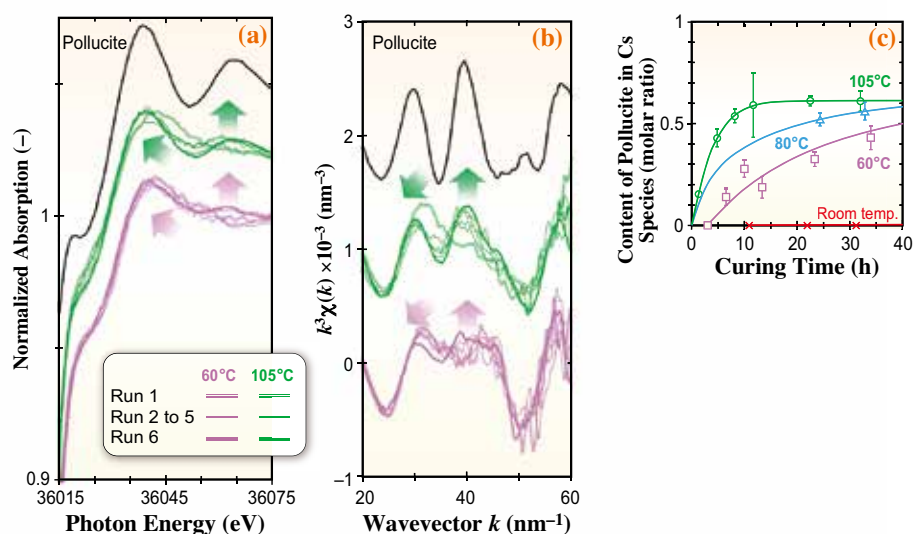 Pollucite
(a)
Normalized Absorption (–)
1
0.9
36015
36045
36075
Photon Energy (eV)
60°C
105°C
Run 1
Run 2 to 5
Run 6
Pollucite
(b)
k³χ(k) ×10⁻³ (nm⁻³)
3
2
1
0
–1
20
40
60
Wavevector k (nm⁻¹)
(c)
Content of Pollucite in Cs
Species (molar ratio)
1
0.5
0
105°C
80°C
60°C
Room temp.
0
10
20
30
40
Curing Time (h)